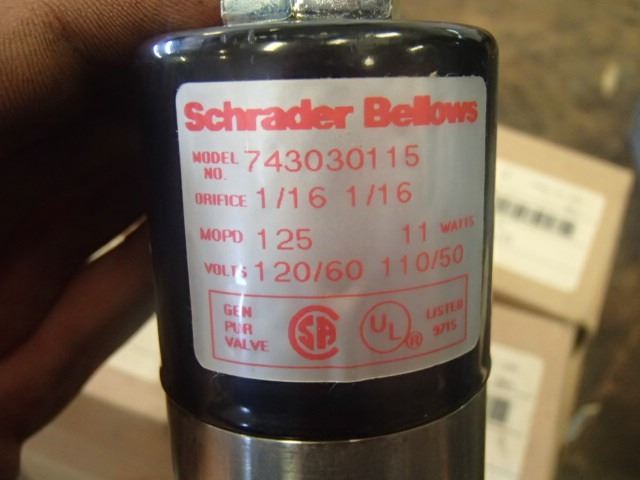 Schrader Bellows
MODEL NO. 743030115
ORIFICE 1/16 1/16
MOPD 125 11 WATTS
VOLTS 120/60 110/50
GEN PUR VALVE
SA
UL ®
LISTED 971S